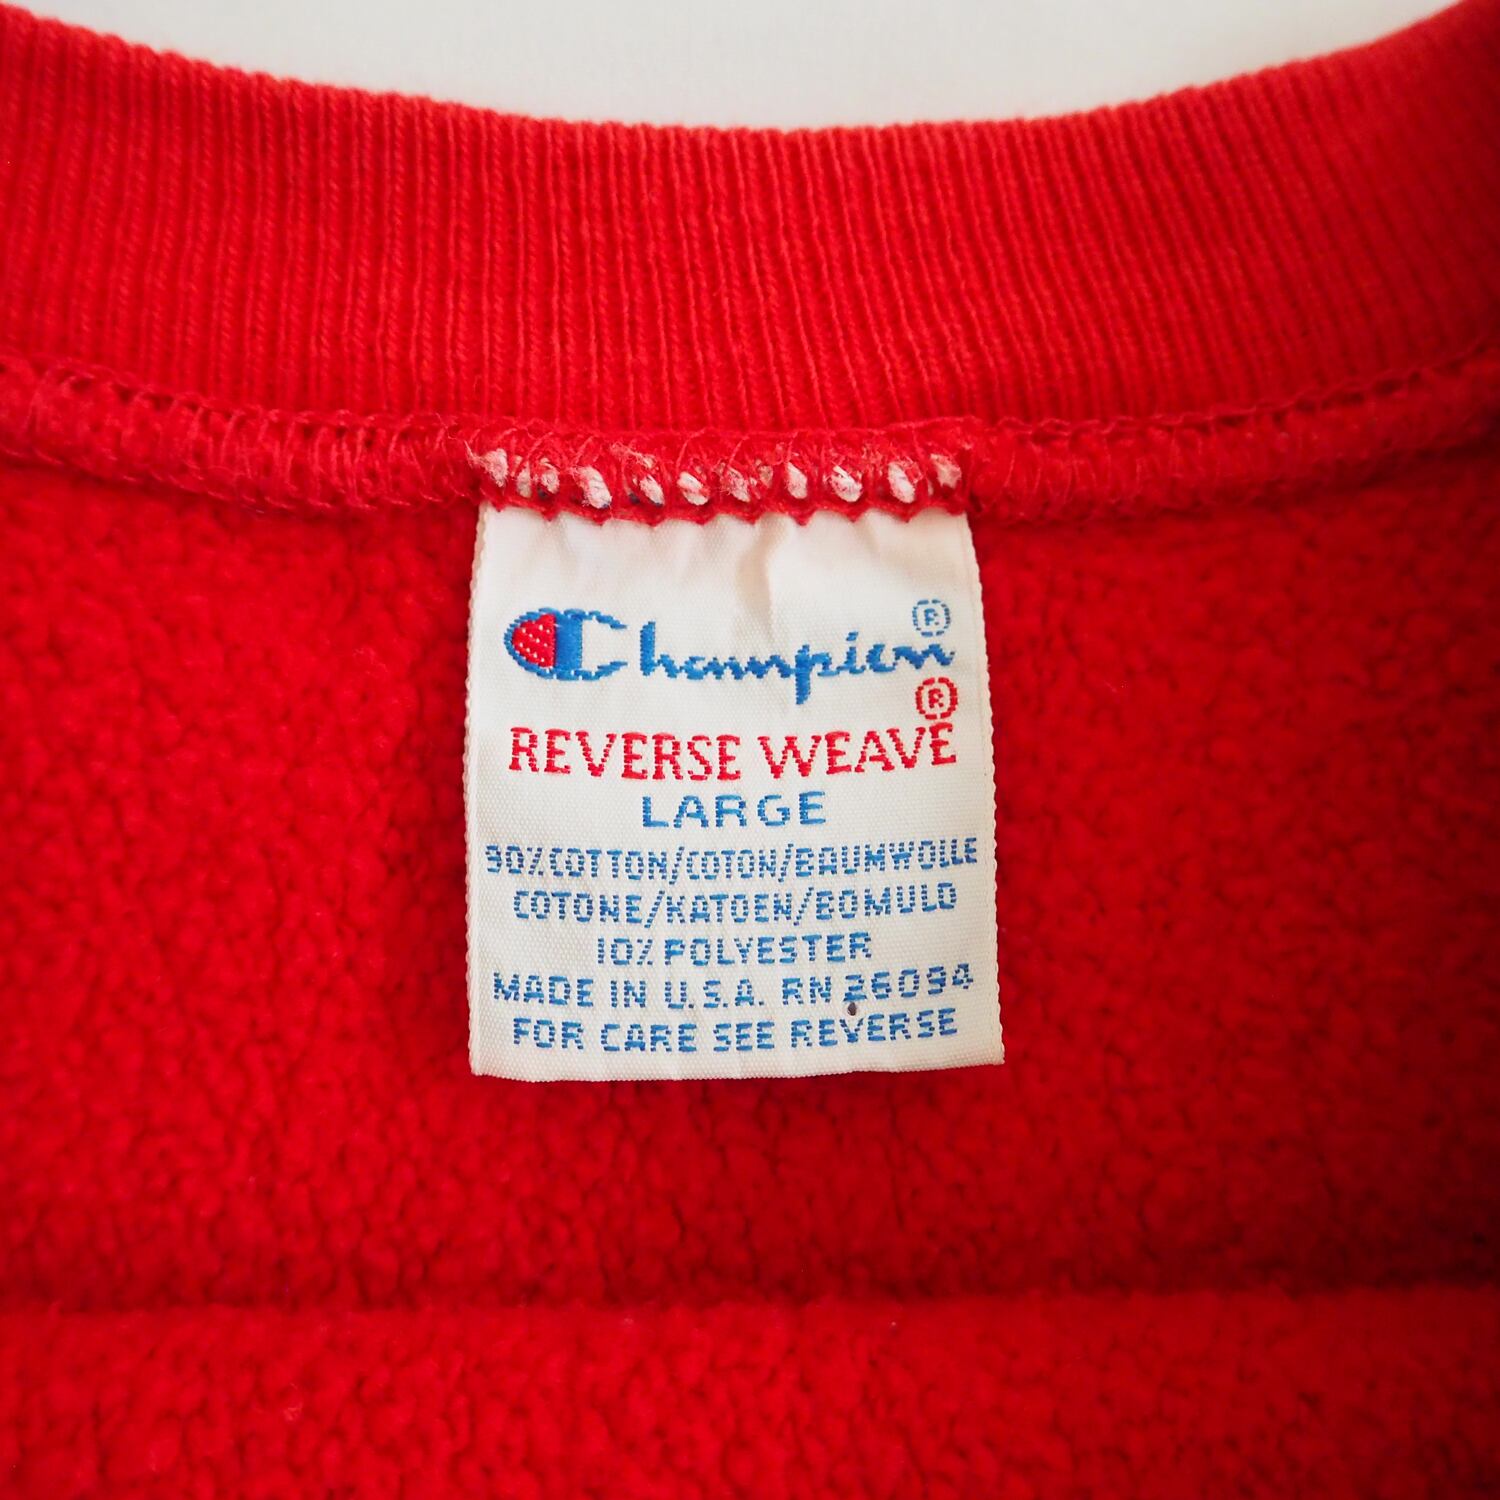 Champion®
REVERSE WEAVE®
LARGE
90% COTTON/COTON/BAUMWOLLE
COTONE/KATOEN/BOMULD
10% POLYESTER
MADE IN U.S.A. RN 26094
FOR CARE SEE REVERSE